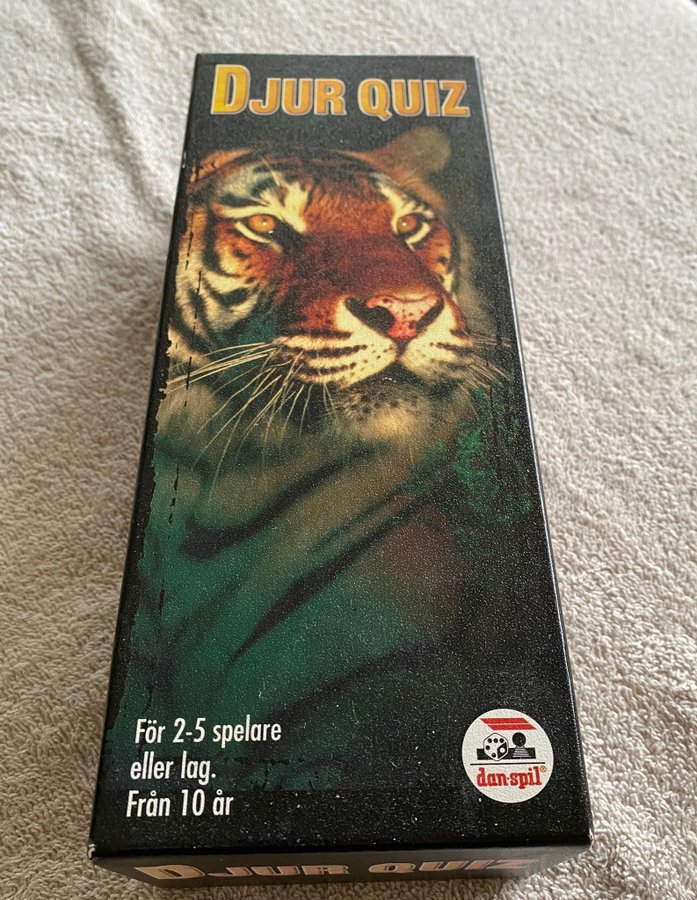 DJUR QUIZ
För 2-5 spelare
eller lag.
Från 10 år
dan-spil®
DJUR QUIZ